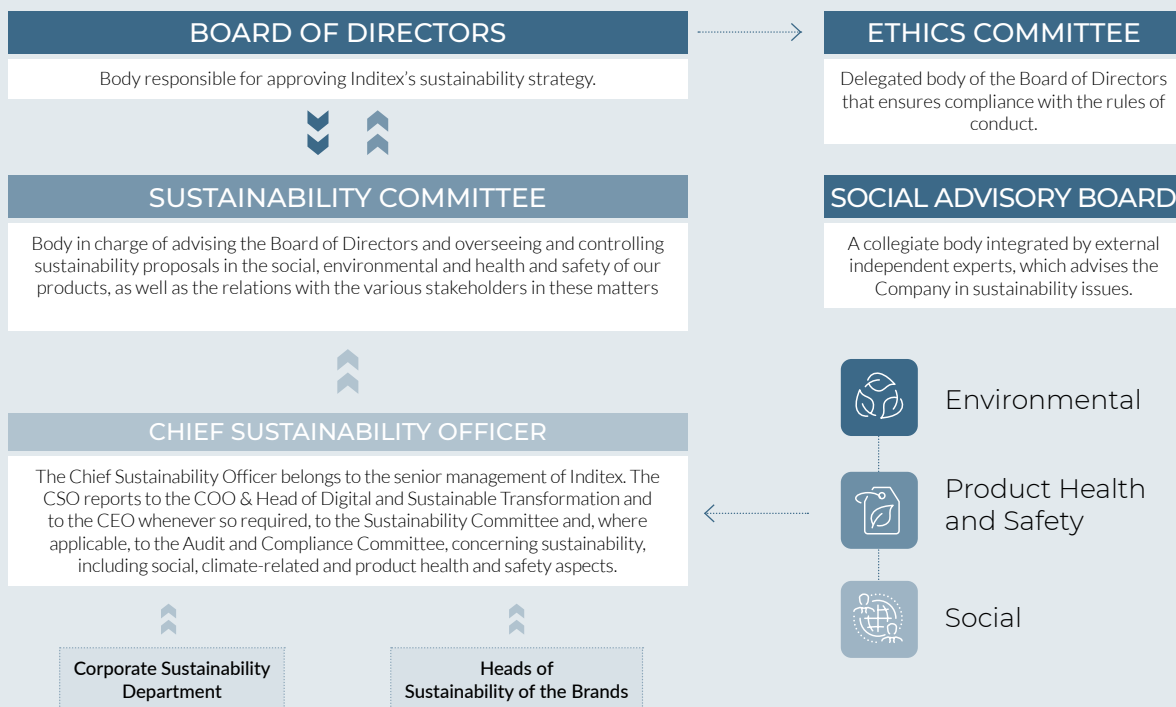 BOARD OF DIRECTORS
Body responsible for approving Inditex's sustainability strategy.
ETHICS COMMITTEE
Delegated body of the Board of Directors
that ensures compliance with the rules of
conduct.
SUSTAINABILITY COMMITTEE
Body in charge of advising the Board of Directors and overseeing and controlling
sustainability proposals in the social, environmental and health and safety of our
products, as well as the relations with the various stakeholders in these matters
SOCIAL ADVISORY BOARD
A collegiate body integrated by external
independent experts, which advises the
Company in sustainability issues.
CHIEF SUSTAINABILITY OFFICER
The Chief Sustainability Officer belongs to the senior management of Inditex. The
CSO reports to the COO & Head of Digital and Sustainable Transformation and
to the CEO whenever so required, to the Sustainability Committee and, where
applicable, to the Audit and Compliance Committee, concerning sustainability,
including social, climate-related and product health and safety aspects.
Environmental
Product Health
and Safety
Social
Corporate Sustainability
Department
Heads of
Sustainability of the Brands